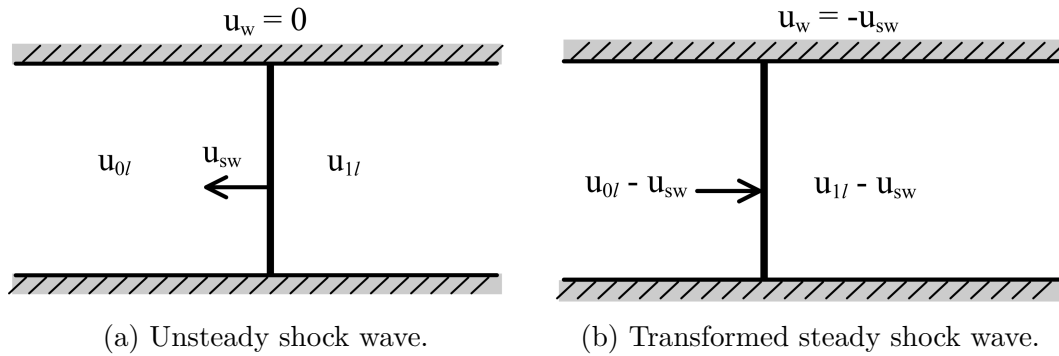 u_w = 0
u_w = -u_sw
u_0l
u_sw
u_1l
u_0l - u_sw
u_1l - u_sw
(a) Unsteady shock wave.
(b) Transformed steady shock wave.